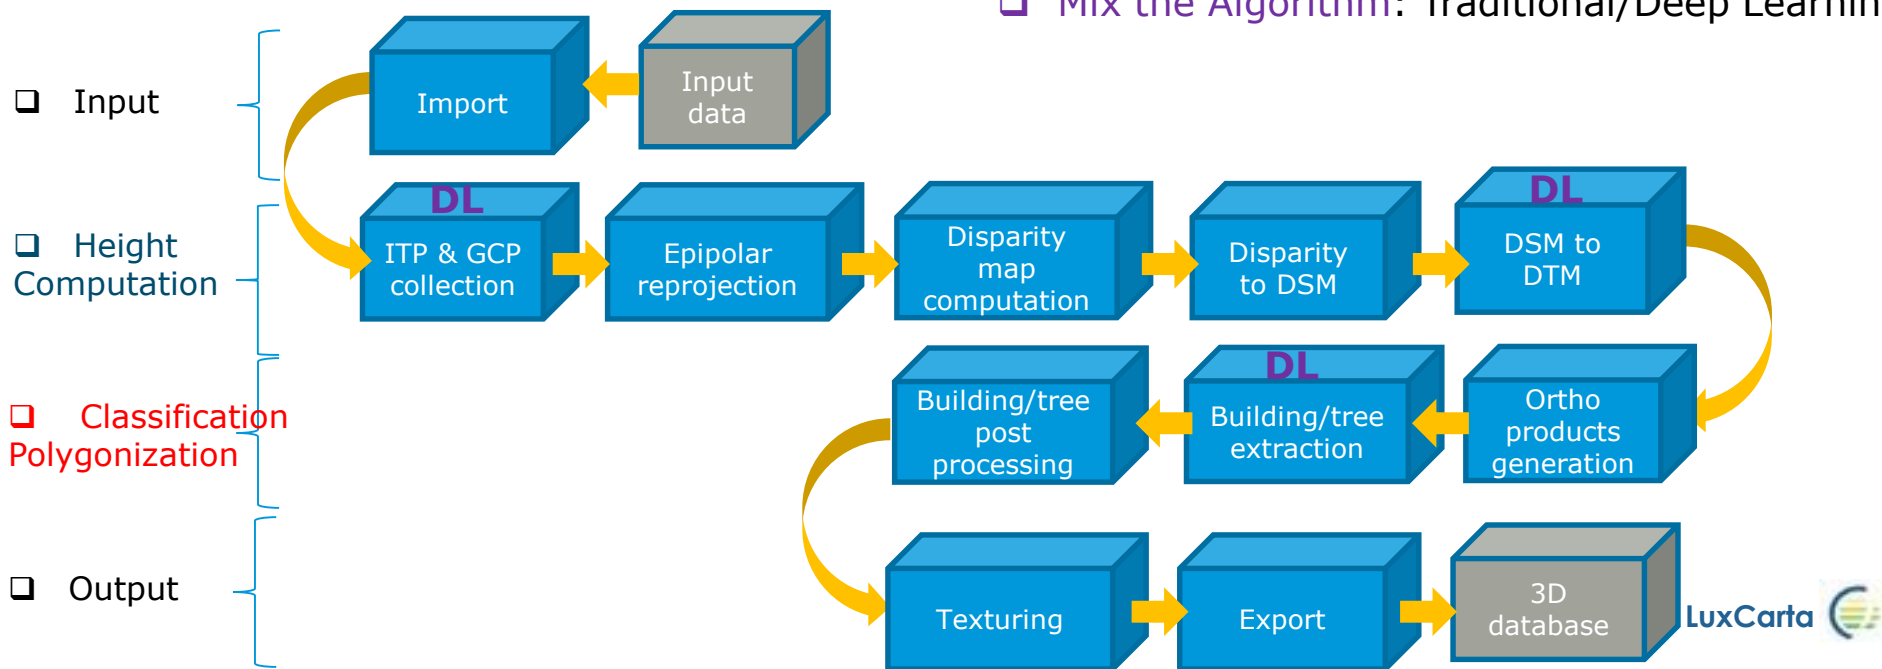 Mix the Algorithm: Traditional/Deep Learnin
Input
Import
Input
data
Height
Computation
DL
ITP & GCP
collection
Epipolar
reprojection
Disparity
map
computation
Disparity
to DSM
DL
DSM to
DTM
Classification
Polygonization
Building/tree
post
processing
DL
Building/tree
extraction
Ortho
products
generation
Output
Texturing
Export
3D
database
LuxCarta